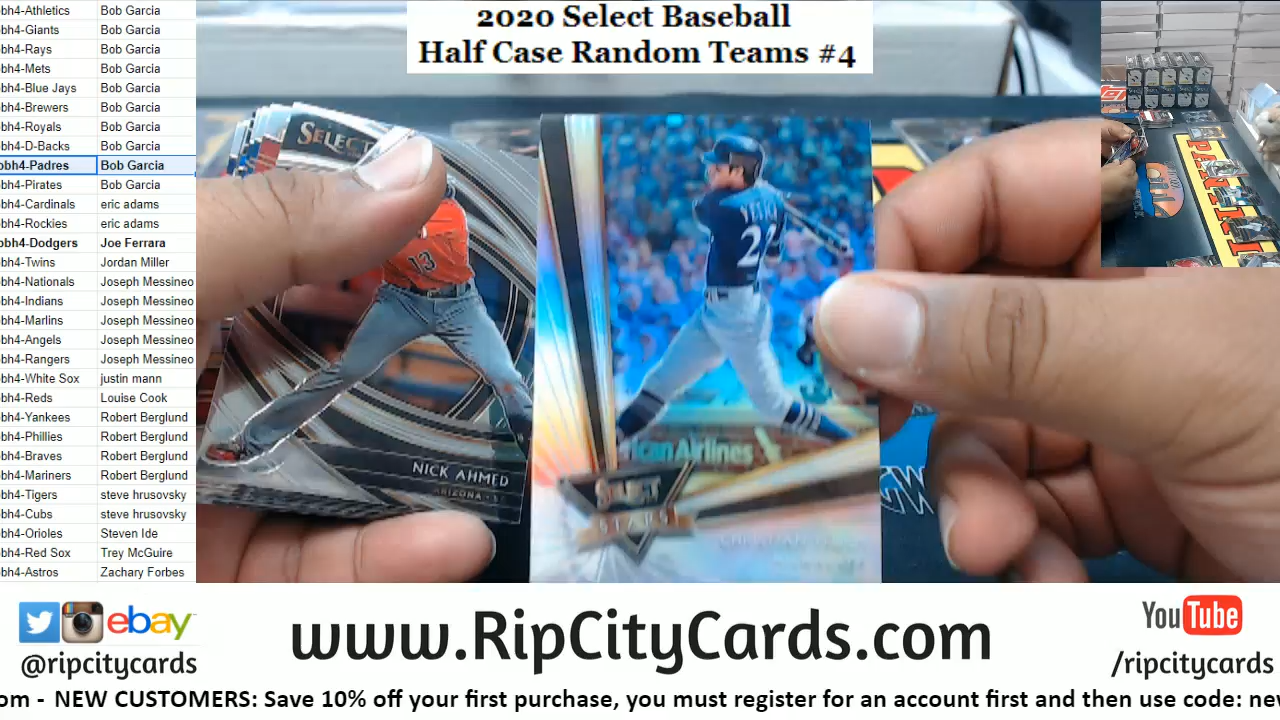 2020 Select Baseball
Half Case Random Teams #4
bh4-Athletics Bob Garcia
bh4-Giants Bob Garcia
bh4-Rays Bob Garcia
bh4-Mets Bob Garcia
bh4-Blue Jays Bob Garcia
bh4-Brewers Bob Garcia
bh4-Royals Bob Garcia
bh4-D-Backs Bob Garcia
bh4-Padres Bob Garcia
bh4-Pirates Bob Garcia
bh4-Cardinals eric adams
bh4-Rockies eric adams
bh4-Dodgers Joe Ferrara
bh4-Twins Jordan Miller
bh4-Nationals Joseph Messineo
bh4-Indians Joseph Messineo
bh4-Marlins Joseph Messineo
bh4-Angels Joseph Messineo
bh4-Rangers Joseph Messineo
bh4-White Sox justin mann
bh4-Reds Louise Cook
bh4-Yankees Robert Berglund
bh4-Phillies Robert Berglund
bh4-Braves Robert Berglund
bh4-Mariners Robert Berglund
bh4-Tigers steve hrusovsky
bh4-Cubs steve hrusovsky
bh4-Orioles Steven Ide
bh4-Red Sox Trey McGuire
bh4-Astros Zachary Forbes
SELECT
13
NICK AHMED
ARIZONA
22
rican Airlines
SELECT
STARS
PANINI
ebay
@ripcitycards
www.RipCityCards.com
YouTube
/ripcitycards
om - NEW CUSTOMERS: Save 10% off your first purchase, you must register for an account first and then use code: new